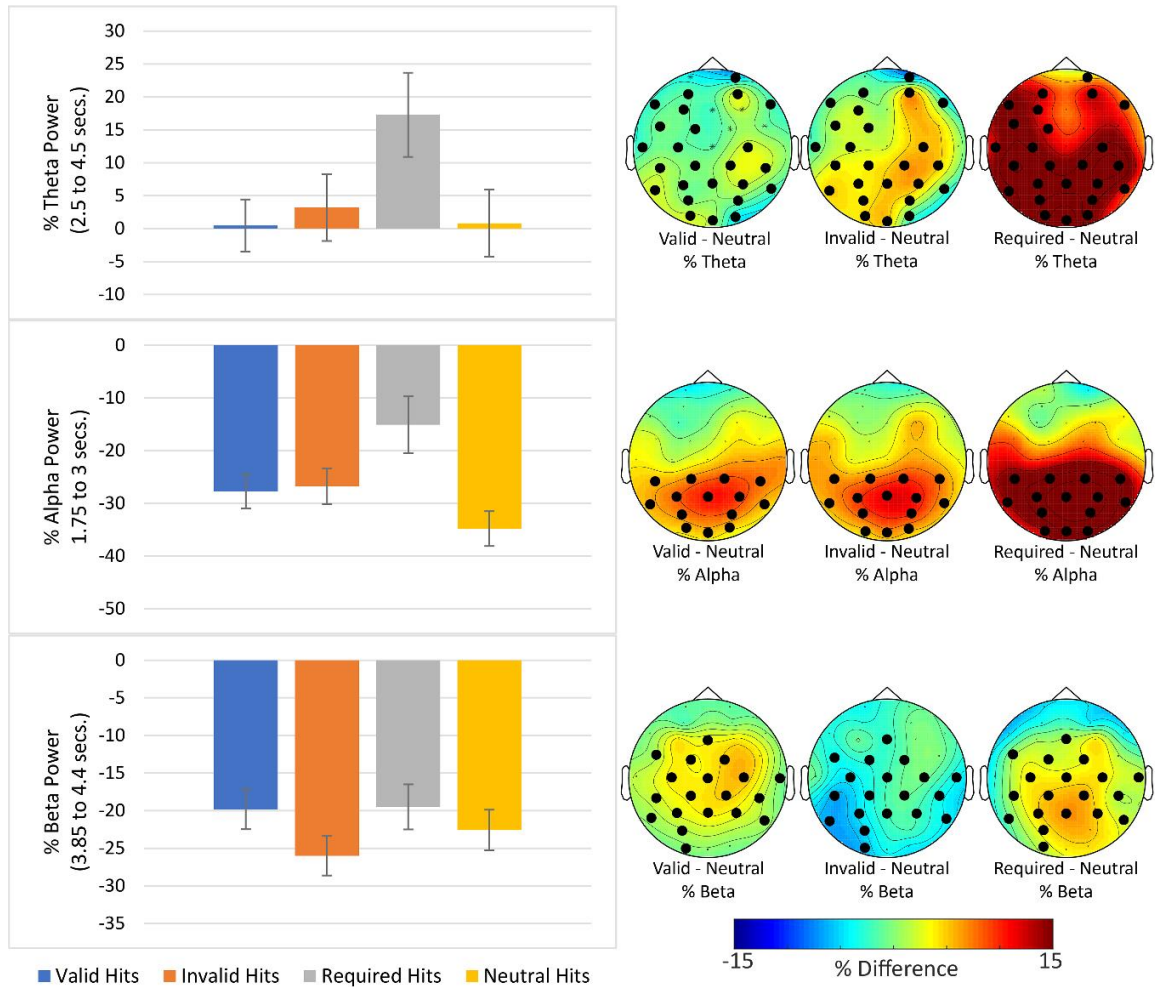 30
25
20
15
10
5
0
-5
-10
% Theta Power
(2.5 to 4.5 secs.)
Valid - Neutral
% Theta
Invalid - Neutral
% Theta
Required - Neutral
% Theta
0
-10
-20
-30
-40
-50
% Alpha Power
1.75 to 3 secs.)
Valid - Neutral
% Alpha
Invalid - Neutral
% Alpha
Required - Neutral
% Alpha
0
-5
-10
-15
-20
-25
-30
-35
% Beta Power
(3.85 to 4.4 secs.)
Valid - Neutral
% Beta
Invalid - Neutral
% Beta
Required - Neutral
% Beta
-15
% Difference
15
Valid Hits
Invalid Hits
Required Hits
Neutral Hits